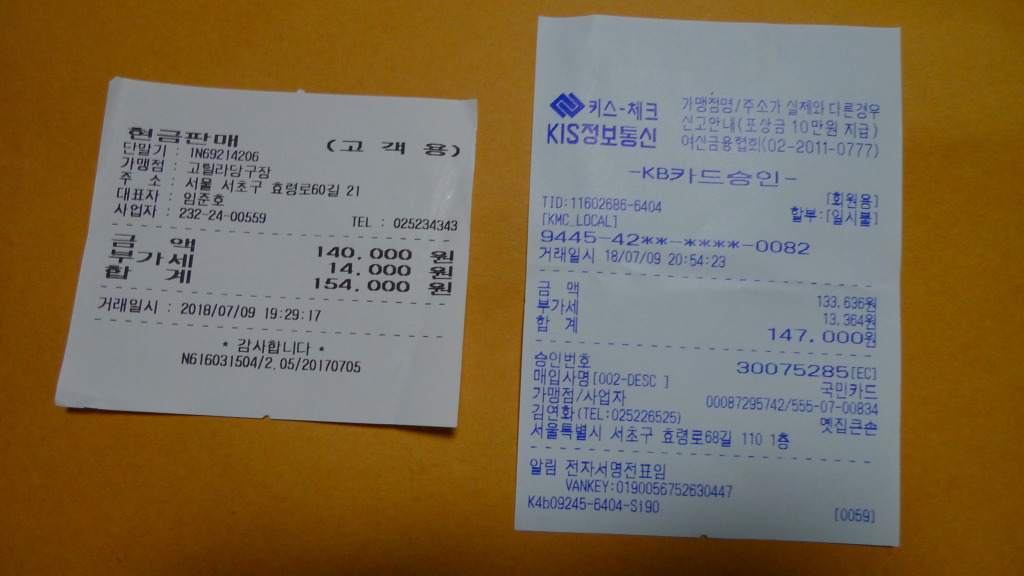 현금판매 (고객용)
단말기 : 1N69214206
가맹점 : 고릴라당구장
주 소 : 서울 서초구 효령로60길 21
대표자 : 임준호
사업자 : 232-24-00559 TEL : 025234343
금 액 140,000 원
부가세 14,000 원
합 계 154,000 원
거래일시 : 2018/07/09 19:29:17
* 감사합니다 *
N616031504/2.05/20170705
키스-체크
KIS정보통신
가맹점명/주소가 실제와 다른경우
신고안내(포상금 10만원 지급)
여신금융협회(02-2011-0777)
-KB카드승인-
[회원용]
TID:11602686-6404 할부:[일시불]
[KMC LOCAL]
9445-42**-****-0082
거래일시 18/07/09 20:54:23
금 액 133,636원
부가세 13,364원
합 계 147,000원
승인번호 30075285[EC]
매입사명[002-DESC ] 국민카드
가맹점/사업자 00087295742/555-07-00834
김연화(TEL:025226525) 옛집큰손
서울특별시 서초구 효령로68길 110 1층
알림 전자서명전표임
VANKEY:0190056752630447
K4b09245-6404-S190 [0059]